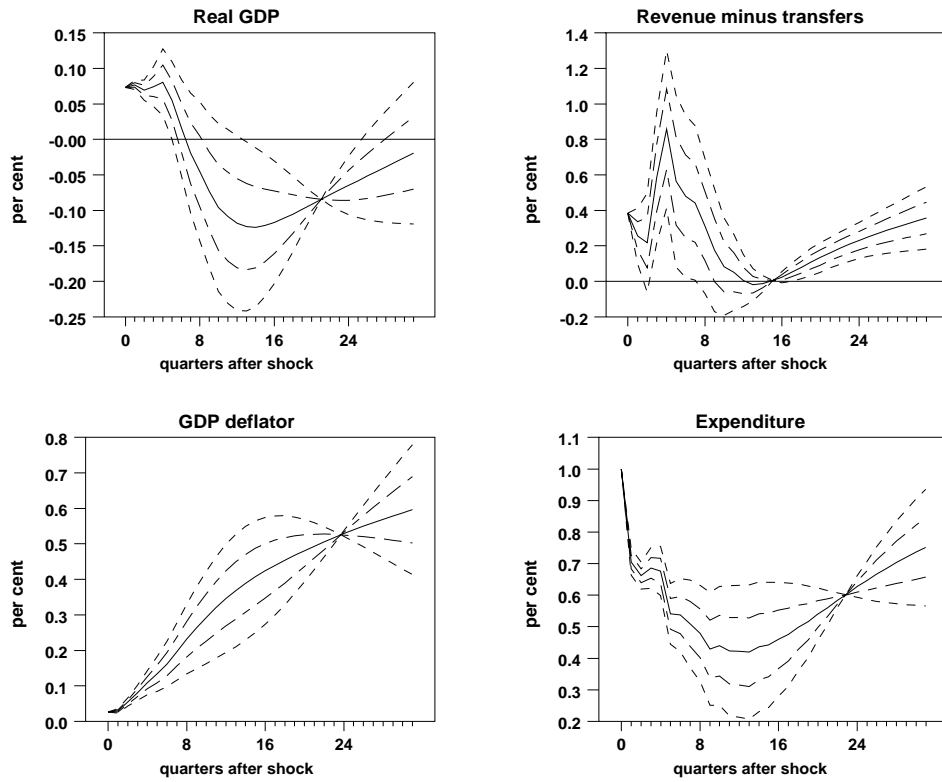 Real GDP
0.15
0.10
0.05
-0.00
-0.05
-0.10
-0.15
-0.20
-0.25
per cent
0 8 16 24
quarters after shock
Revenue minus transfers
1.4
1.2
1.0
0.8
0.6
0.4
0.2
0.0
-0.2
per cent
0 8 16 24
quarters after shock
GDP deflator
0.8
0.7
0.6
0.5
0.4
0.3
0.2
0.1
0.0
per cent
0 8 16 24
quarters after shock
Expenditure
1.1
1.0
0.9
0.8
0.7
0.6
0.5
0.4
0.3
0.2
per cent
0 8 16 24
quarters after shock